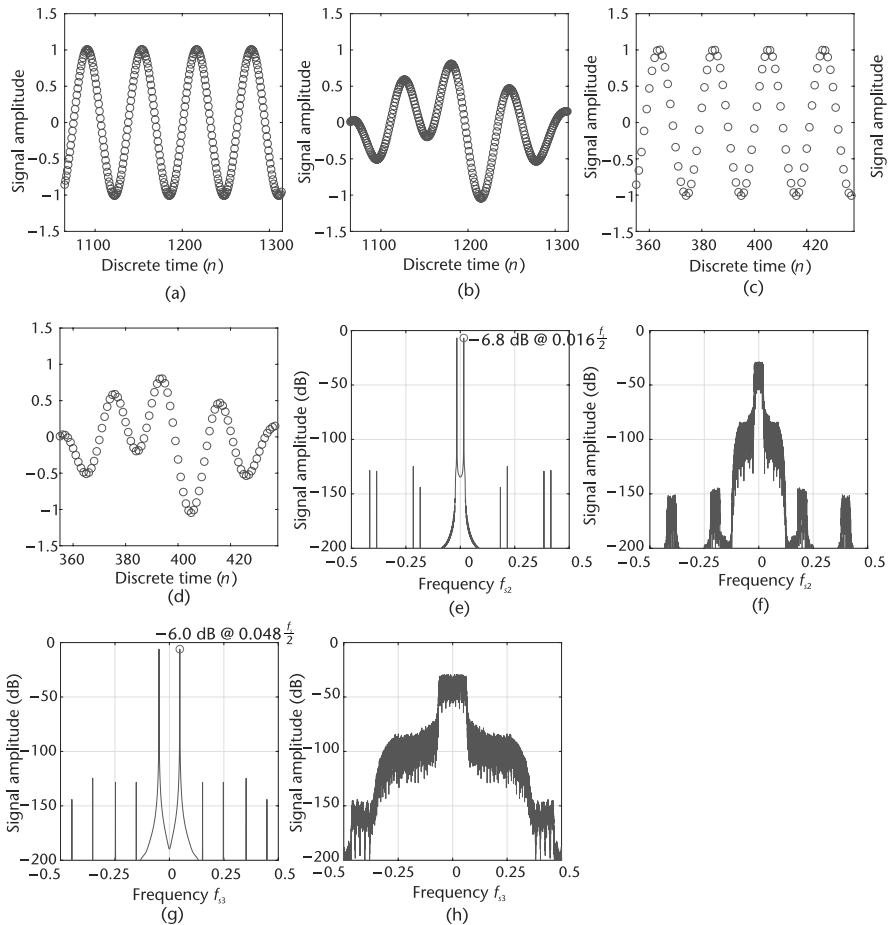 1.5
1
0.5
0
−0.5
−1
−1.5
Signal amplitude
1100 1200 1300
Discrete time (n)
(a)
1.5
1
0.5
0
−0.5
−1
−1.5
Signal amplitude
1100 1200 1300
Discrete time (n)
(b)
1.5
1
0.5
0
−0.5
−1
−1.5
Signal amplitude
360 380 400 420
Discrete time (n)
(c)
Signal amplitude
1.5
1
0.5
0
−0.5
−1
−1.5
Signal amplitude
360 380 400 420
Discrete time (n)
(d)
0
−50
−100
−150
−200
Signal amplitude (dB)
−6.8 dB @ 0.016 fs/2
−0.5 −0.25 0 0.25 0.5
Frequency fs2
(e)
0
−50
−100
−150
−200
Signal amplitude (dB)
−0.5 −0.25 0 0.25 0.5
Frequency fs2
(f)
−6.0 dB @ 0.048 fs/2
0
−50
−100
−150
−200
Signal amplitude (dB)
−0.5 −0.25 0 0.25 0.5
Frequency fs3
(g)
0
−50
−100
−150
−200
Signal amplitude (dB)
−0.5 −0.25 0 0.25 0.5
Frequency fs3
(h)